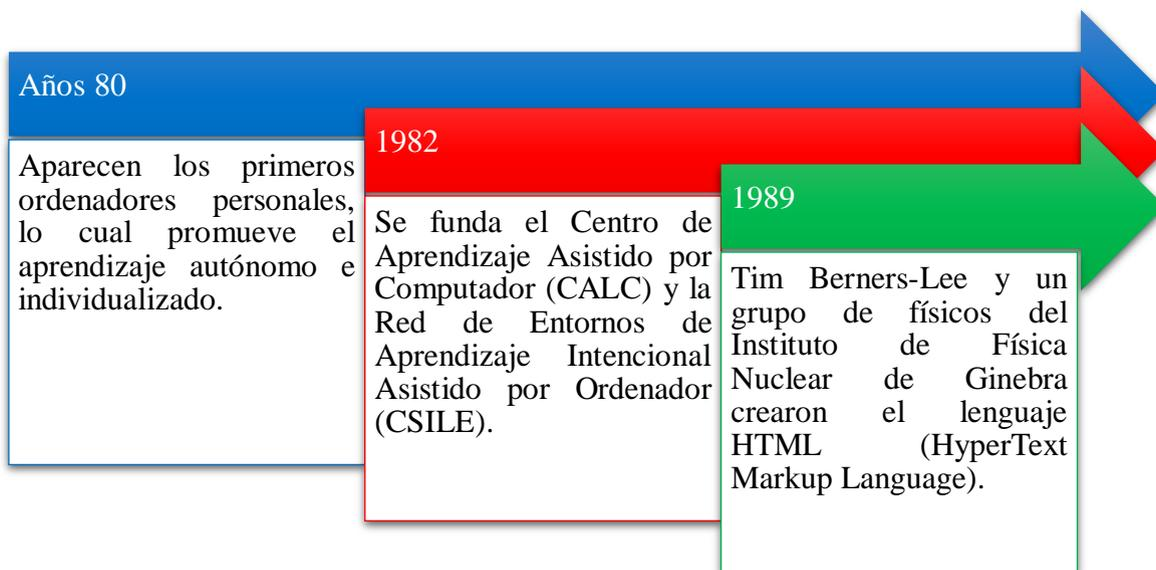 Años 80
Aparecen los primeros
ordenadores personales,
lo cual promueve el
aprendizaje autónomo e
individualizado.
1982
Se funda el Centro de
Aprendizaje Asistido por
Computador (CALC) y la
Red de Entornos de
Aprendizaje Intencional
Asistido por Ordenador
(CSILE).
1989
Tim Berners-Lee y un
grupo de físicos del
Instituto de Física
Nuclear de Ginebra
crearon el lenguaje
HTML (HyperText
Markup Language).